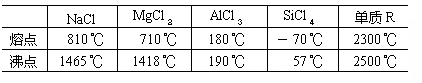 NaCl MgCl₂ AlCl₃ SiCl₄ 单质R
熔点 810℃ 710℃ 180℃ －70℃ 2300℃
沸点 1465℃ 1418℃ 190℃ 57℃ 2500℃